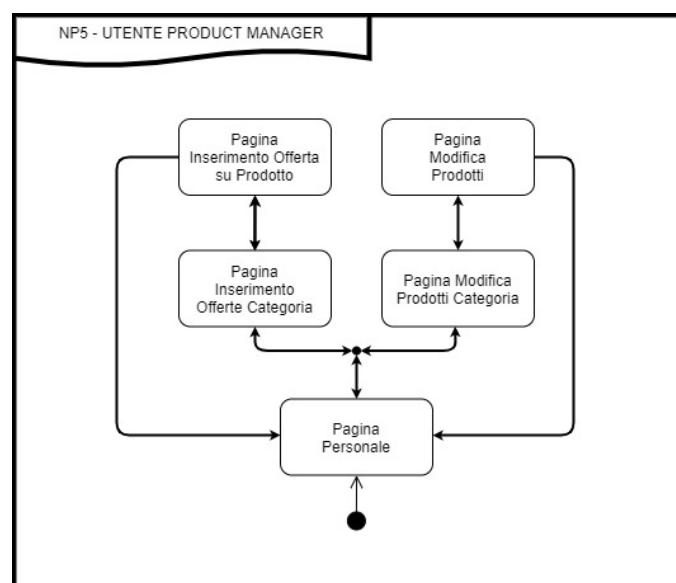 NP5 - UTENTE PRODUCT MANAGER
Pagina
Inserimento Offerta
su Prodotto
Pagina
Modifica
Prodotti
Pagina
Inserimento
Offerte Categoria
Pagina Modifica
Prodotti Categoria
Pagina
Personale